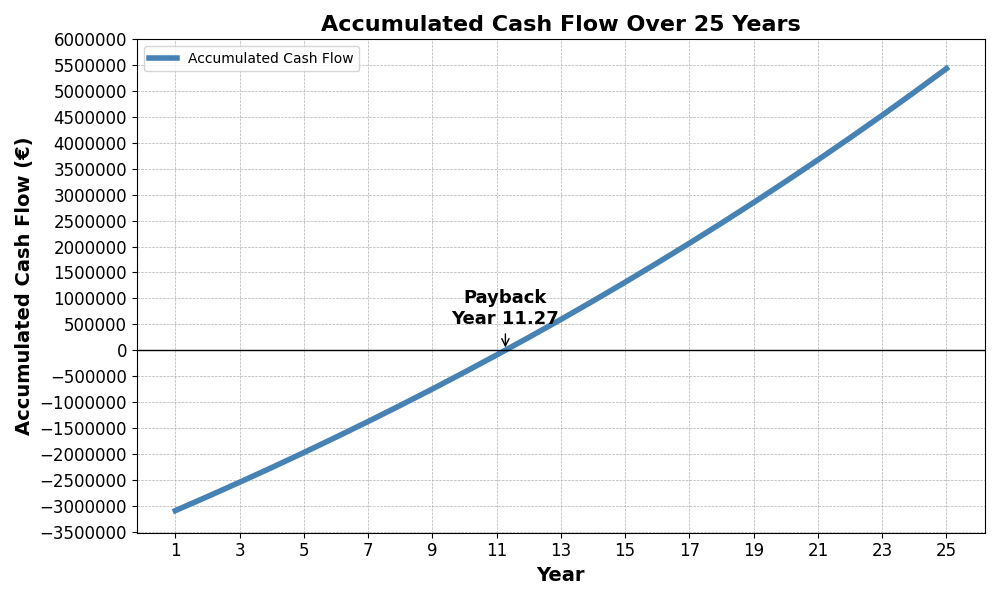 Accumulated Cash Flow Over 25 Years
Accumulated Cash Flow (€)
6000000
5500000
5000000
4500000
4000000
3500000
3000000
2500000
2000000
1500000
1000000
500000
0
−500000
−1000000
−1500000
−2000000
−2500000
−3000000
−3500000
Accumulated Cash Flow
Payback
Year 11.27
1 3 5 7 9 11 13 15 17 19 21 23 25
Year